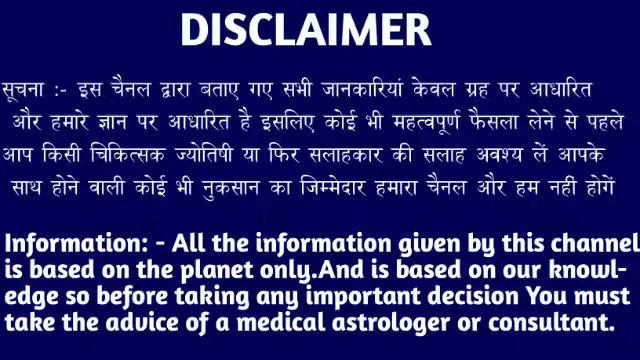 DISCLAIMER
सूचना :- इस चैनल द्वारा बताए गए सभी जानकारियां केवल ग्रह पर आधारित
और हमारे ज्ञान पर आधारित है इसलिए कोई भी महत्वपूर्ण फैसला लेने से पहले
आप किसी चिकित्सक ज्योतिषी या फिर सलाहकार की सलाह अवश्य लें आपके
साथ होने वाली कोई भी नुकसान का जिम्मेदार हमारा चैनल और हम नहीं होगें
Information: - All the information given by this channel
is based on the planet only.And is based on our knowl-
edge so before taking any important decision You must
take the advice of a medical astrologer or consultant.